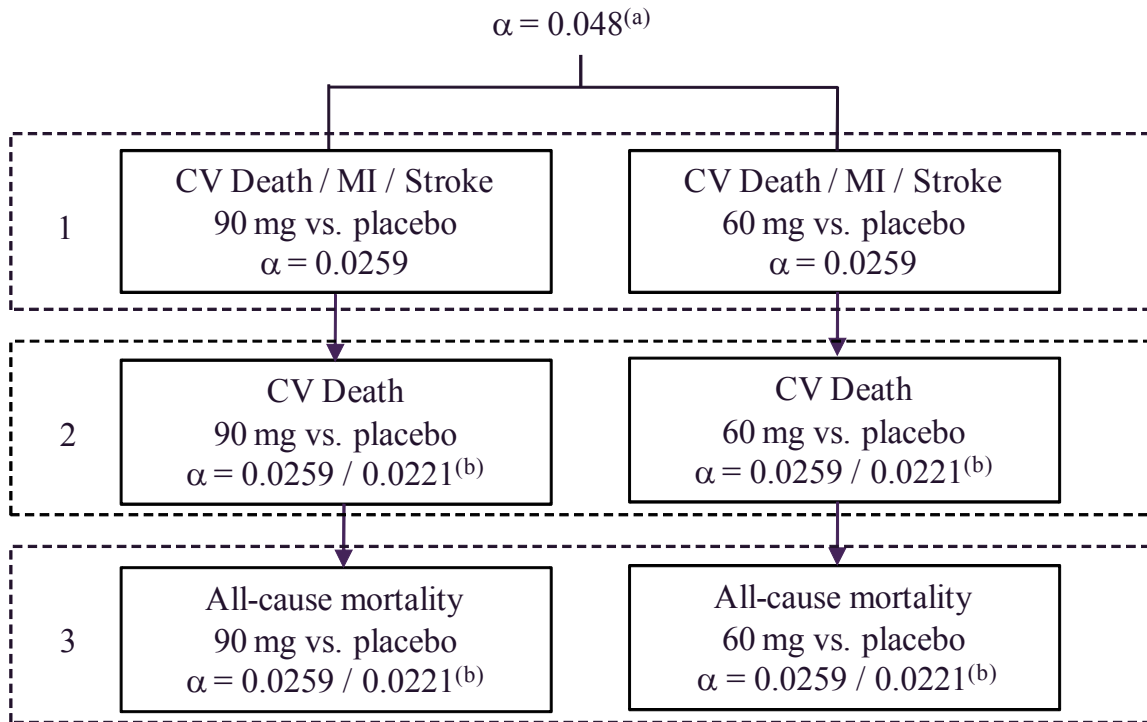 α = 0.048(a)
1
CV Death / MI / Stroke
90 mg vs. placebo
α = 0.0259
CV Death / MI / Stroke
60 mg vs. placebo
α = 0.0259
2
CV Death
90 mg vs. placebo
α = 0.0259 / 0.0221(b)
CV Death
60 mg vs. placebo
α = 0.0259 / 0.0221(b)
3
All-cause mortality
90 mg vs. placebo
α = 0.0259 / 0.0221(b)
All-cause mortality
60 mg vs. placebo
α = 0.0259 / 0.0221(b)